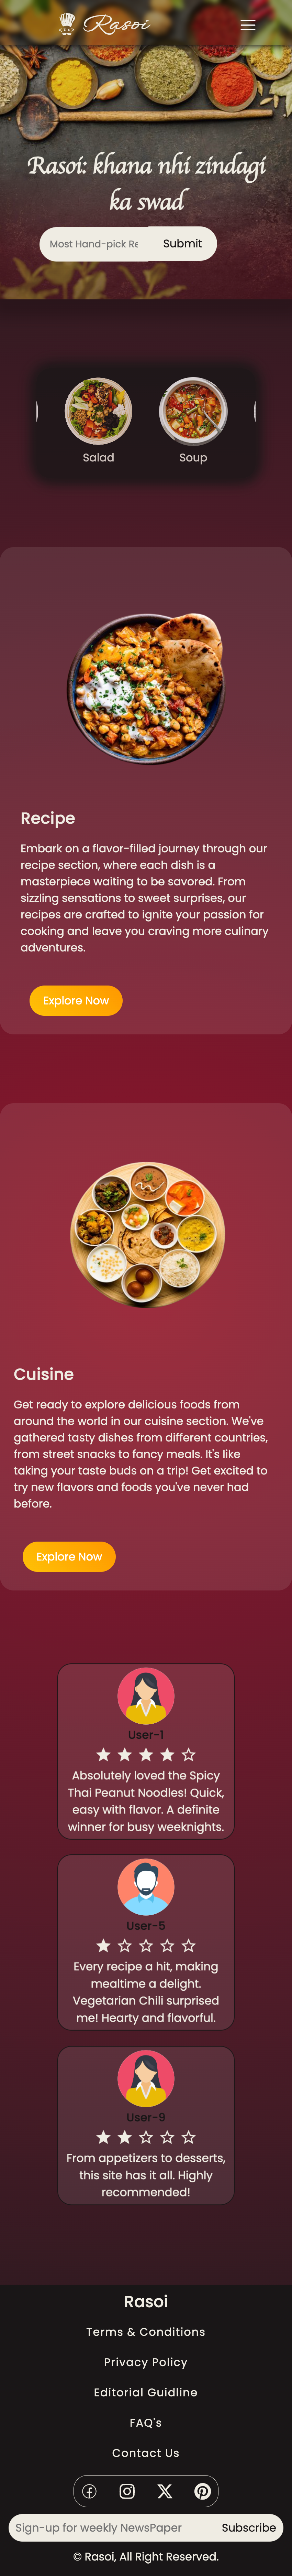 Rasoi
Rasoi: khana nhi zindagi
ka swad
Most Hand-pick Re
Submit
Salad
Soup
Recipe
Embark on a flavor-filled journey through our
recipe section, where each dish is a
masterpiece waiting to be savored. From
sizzling sensations to sweet surprises, our
recipes are crafted to ignite your passion for
cooking and leave you craving more culinary
adventures.
Explore Now
Cuisine
Get ready to explore delicious foods from
around the world in our cuisine section. We've
gathered tasty dishes from different countries,
from street snacks to fancy meals. It's like
taking your taste buds on a trip! Get excited to
try new flavors and foods you've never had
before.
Explore Now
User-1
Absolutely loved the Spicy
Thai Peanut Noodles! Quick,
easy with flavor. A definite
winner for busy weeknights.
User-5
Every recipe a hit, making
mealtime a delight.
Vegetarian Chili surprised
me! Hearty and flavorful.
User-9
From appetizers to desserts,
this site has it all. Highly
recommended!
Rasoi
Terms & Conditions
Privacy Policy
Editorial Guidline
FAQ's
Contact Us
Sign-up for weekly NewsPaper
Subscribe
© Rasoi, All Right Reserved.